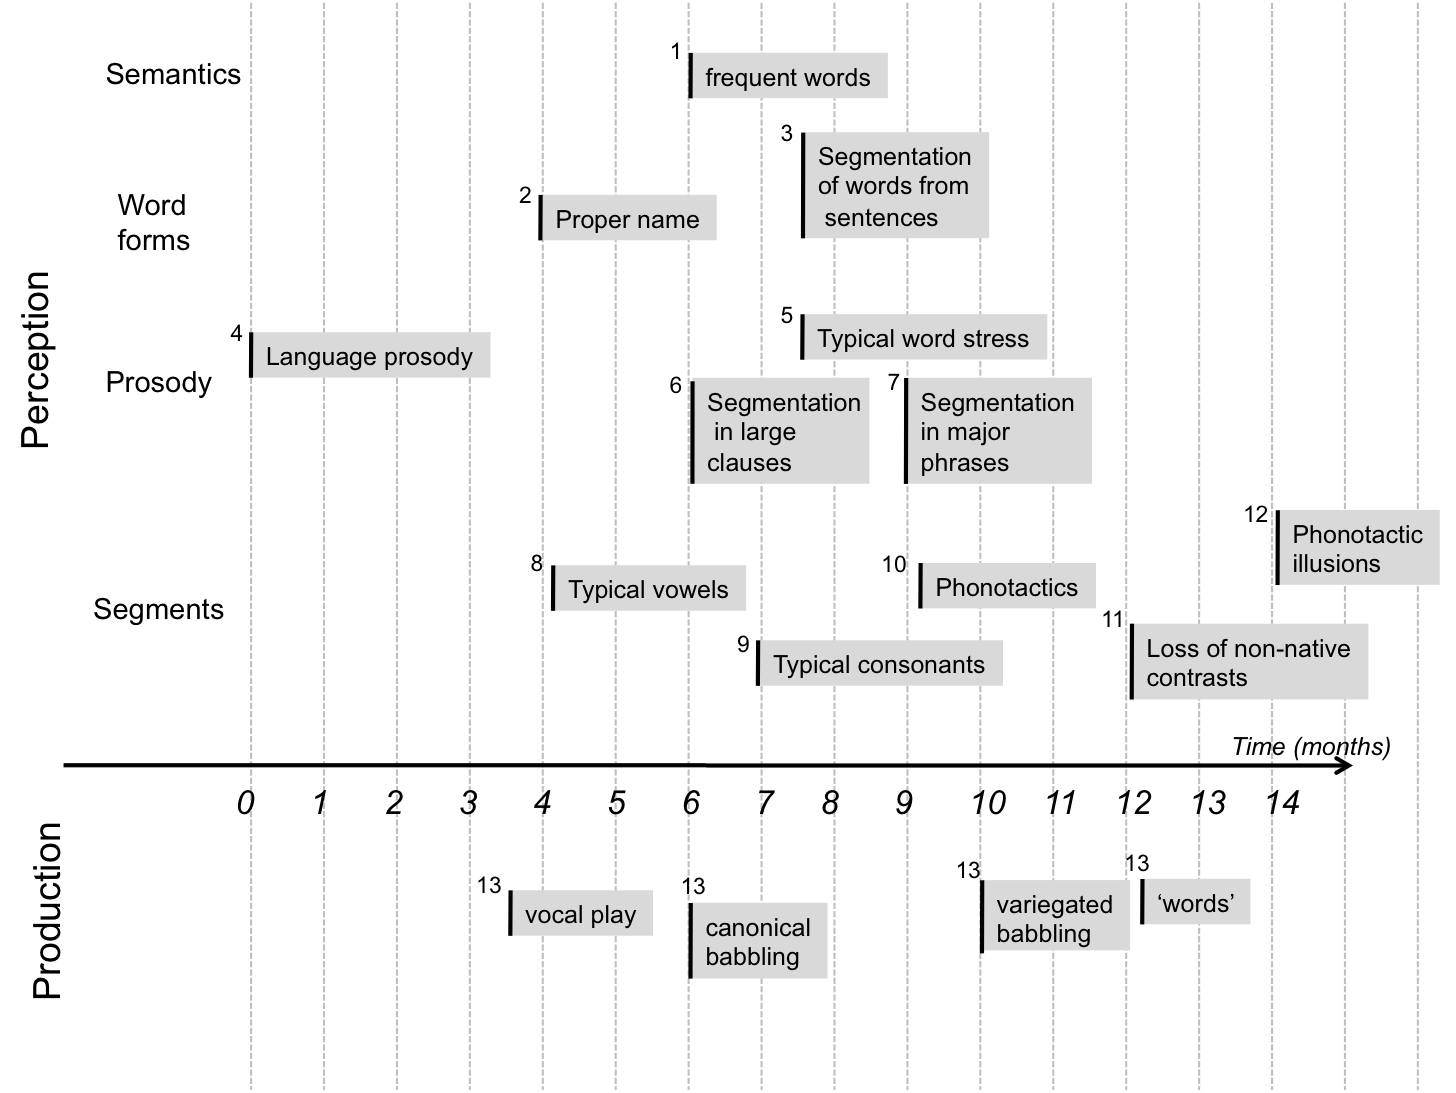 1
Semantics
frequent words
3
Segmentation
of words from
sentences
2
Word
forms
Proper name
Perception
4
Language prosody
Prosody
5
Typical word stress
6
Segmentation
in large
clauses
7
Segmentation
in major
phrases
12
Phonotactic
illusions
8
Typical vowels
10
Phonotactics
Segments
9
Typical consonants
11
Loss of non-native
contrasts
Time (months)
0 1 2 3 4 5 6 7 8 9 10 11 12 13 14
Production
13
vocal play
13
canonical
babbling
13
variegated
babbling
13
‘words’